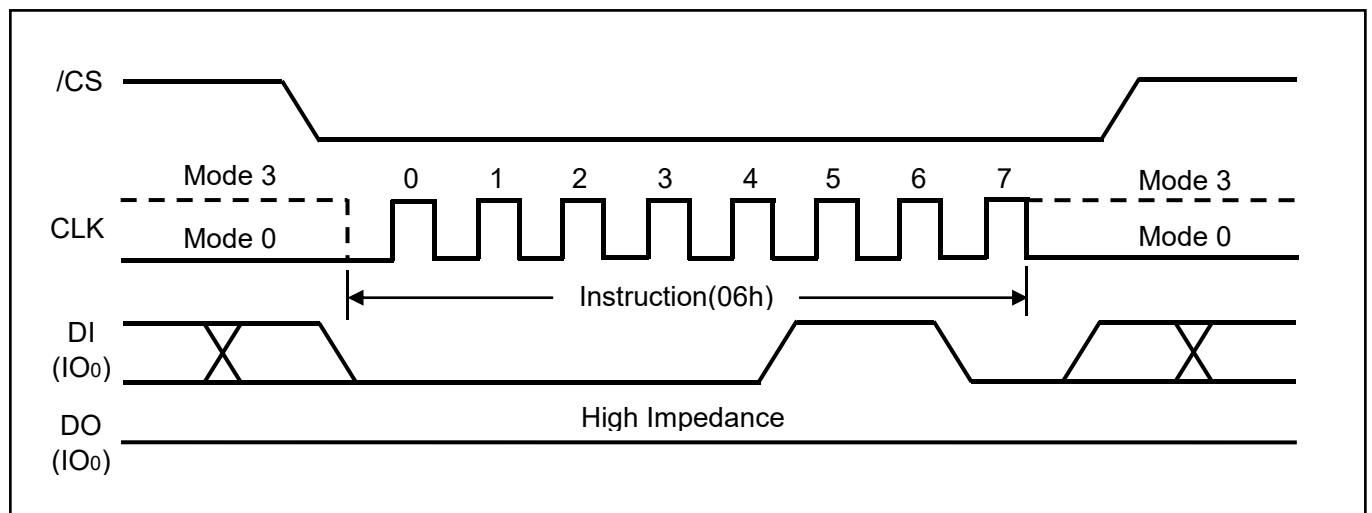 /CS
Mode 3 0 1 2 3 4 5 6 7 Mode 3
CLK
Mode 0 Mode 0
Instruction(06h)
DI
(IO0)
High Impedance
DO
(IO0)